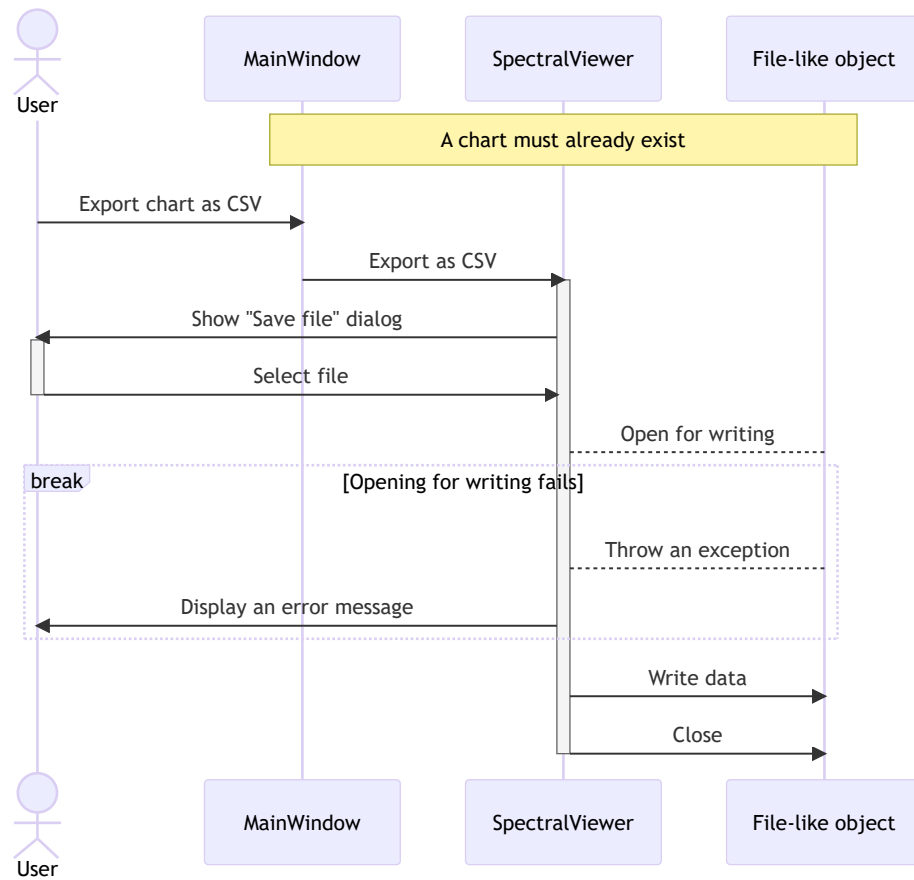 MainWindow
SpectralViewer
File-like object
User
A chart must already exist
Export chart as CSV
Export as CSV
Show "Save file" dialog
Select file
Open for writing
break
[Opening for writing fails]
Throw an exception
Display an error message
Write data
Close
MainWindow
SpectralViewer
File-like object
User